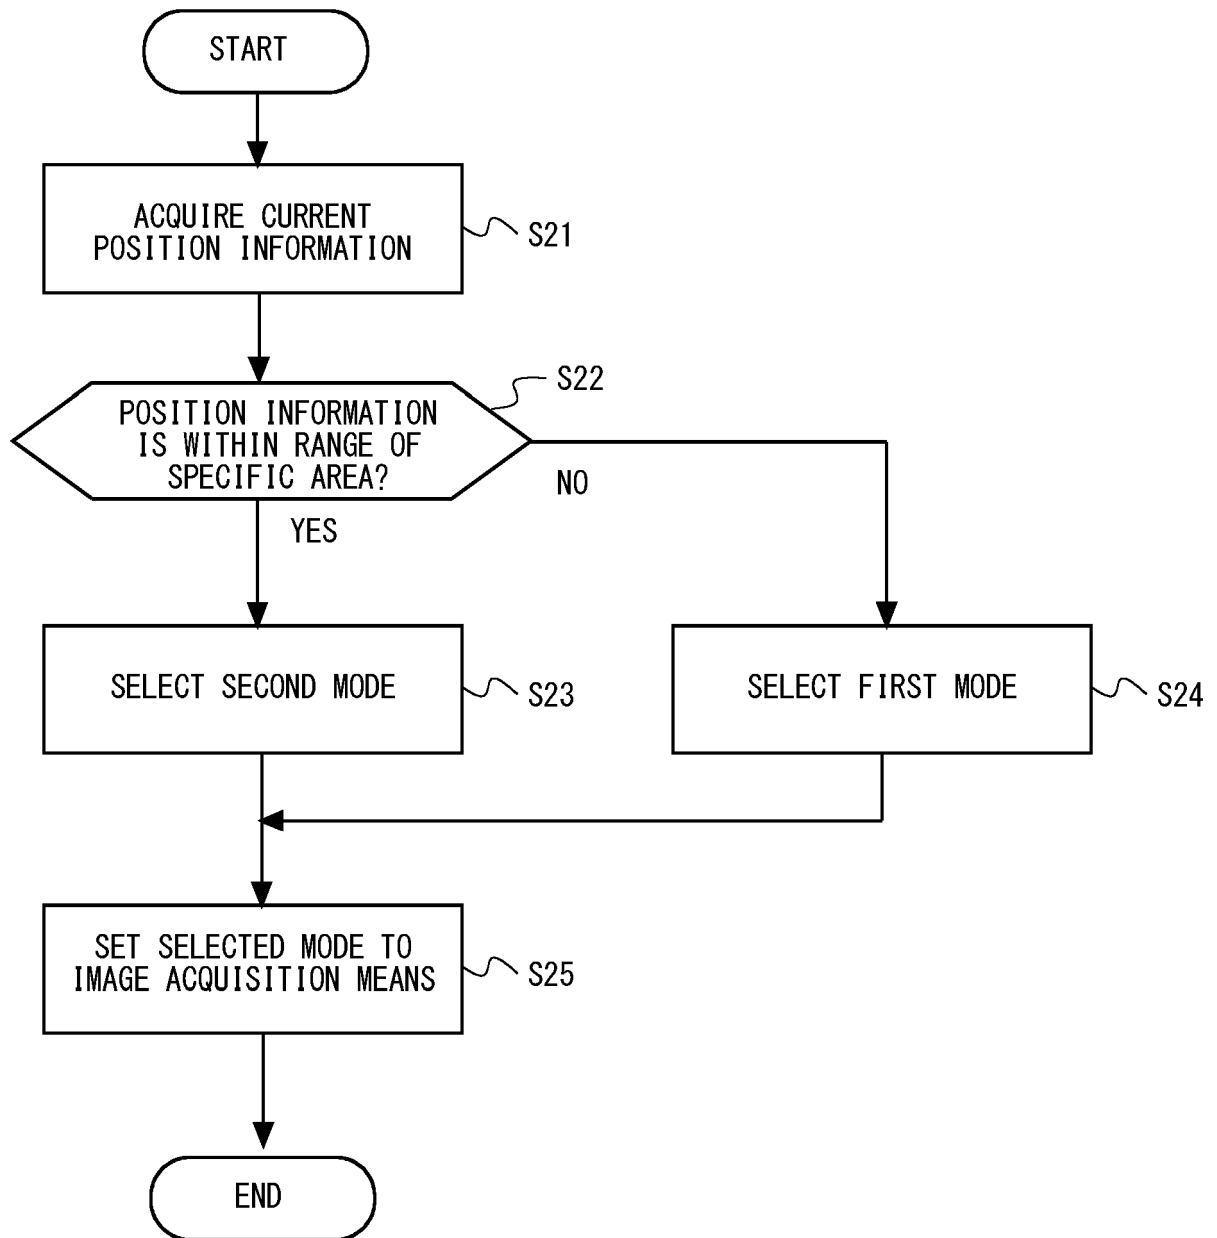 START
ACQUIRE CURRENT
POSITION INFORMATION
S21
S22
POSITION INFORMATION
IS WITHIN RANGE OF
SPECIFIC AREA?
NO
YES
SELECT SECOND MODE
S23
SELECT FIRST MODE
S24
SET SELECTED MODE TO
IMAGE ACQUISITION MEANS
S25
END